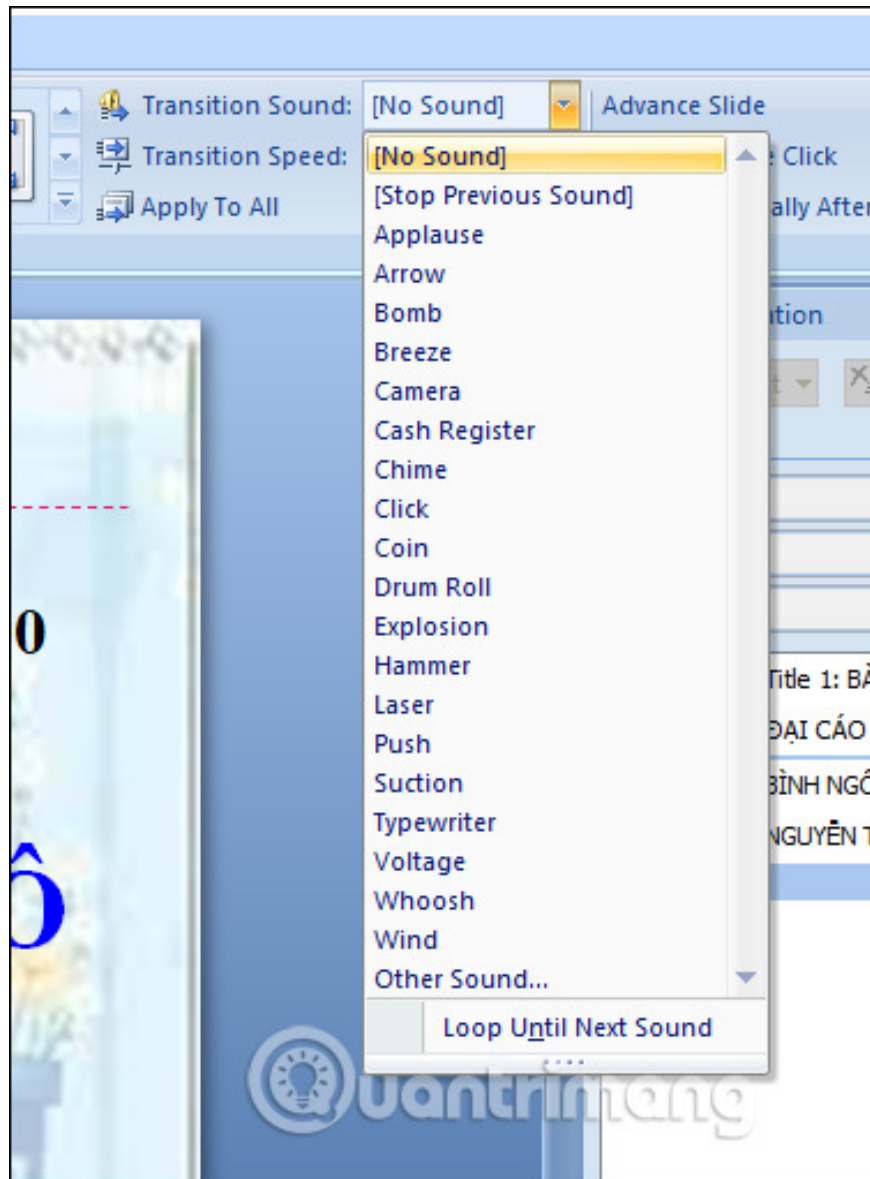 Transition Sound: [No Sound] Advance Slide
Transition Speed: Click
Apply To All ally After
[No Sound]
[Stop Previous Sound]
Applause
Arrow
Bomb
Breeze
Camera
Cash Register
Chime
Click
Coin
Drum Roll
Explosion
Hammer
Laser
Push
Suction
Typewriter
Voltage
Whoosh
Wind
Other Sound...
Loop Until Next Sound
0
Ô
Title 1: BÀ
ĐẠI CÁO
BÌNH NGÔ
NGUYỄN T
Quantrimang